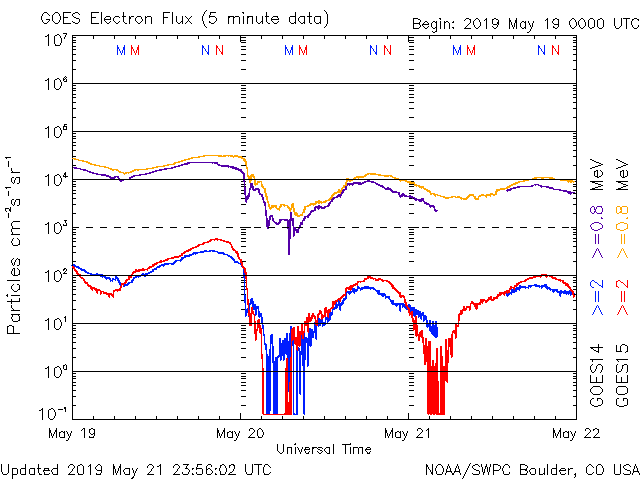 GOES Electron Flux (5 minute data)
Begin: 2019 May 19 0000 UTC
10⁷
M M N N M M N N M M N N
10⁶
10⁵
10⁴
10³
10²
10¹
10⁰
10⁻¹
Particles cm⁻²s⁻¹sr⁻¹
May 19 May 20 May 21 May 22
Universal Time
GOES14 >=2 >=0.8 MeV
GOES15 >=2 >=0.8 MeV
Updated 2019 May 21 23:56:02 UTC
NOAA/SWPC Boulder, CO USA